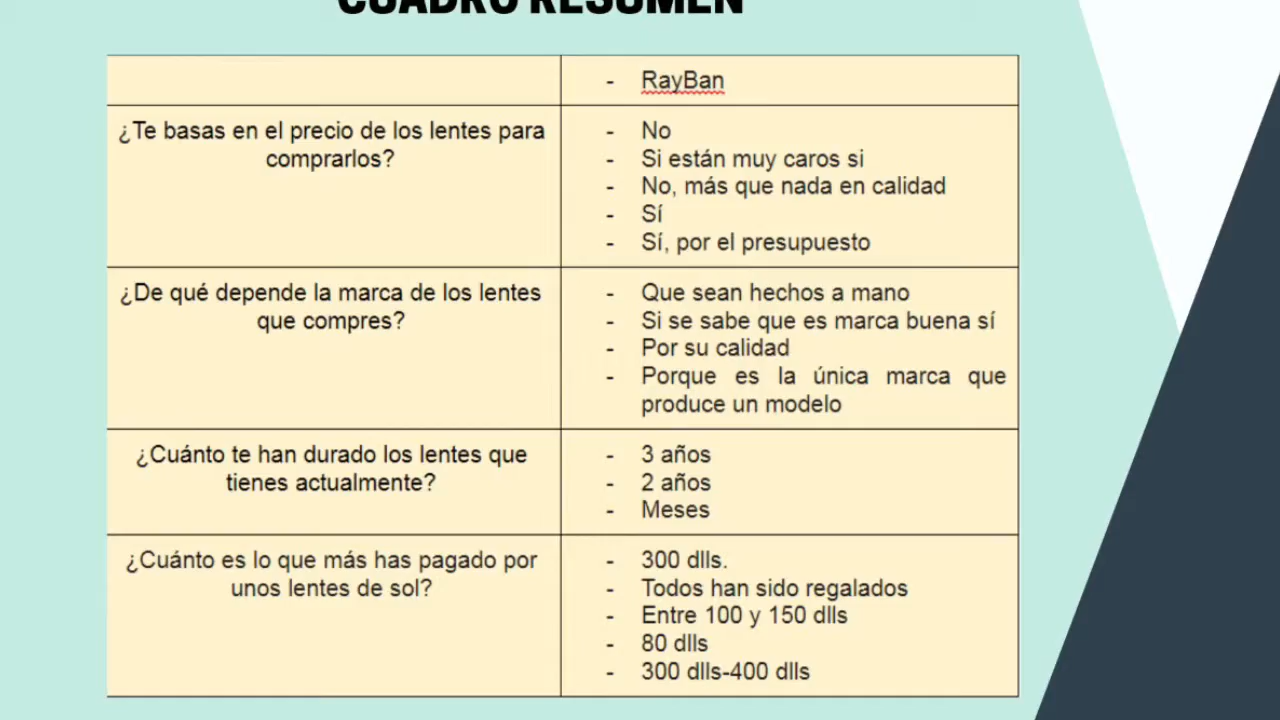 CUADRO RESUMEN
- RayBan
¿Te basas en el precio de los lentes para
comprarlos?
- No
- Si están muy caros si
- No, más que nada en calidad
- Sí
- Sí, por el presupuesto
¿De qué depende la marca de los lentes
que compres?
- Que sean hechos a mano
- Si se sabe que es marca buena sí
- Por su calidad
- Porque es la única marca que
produce un modelo
¿Cuánto te han durado los lentes que
tienes actualmente?
- 3 años
- 2 años
- Meses
¿Cuánto es lo que más has pagado por
unos lentes de sol?
- 300 dlls.
- Todos han sido regalados
- Entre 100 y 150 dlls
- 80 dlls
- 300 dlls-400 dlls